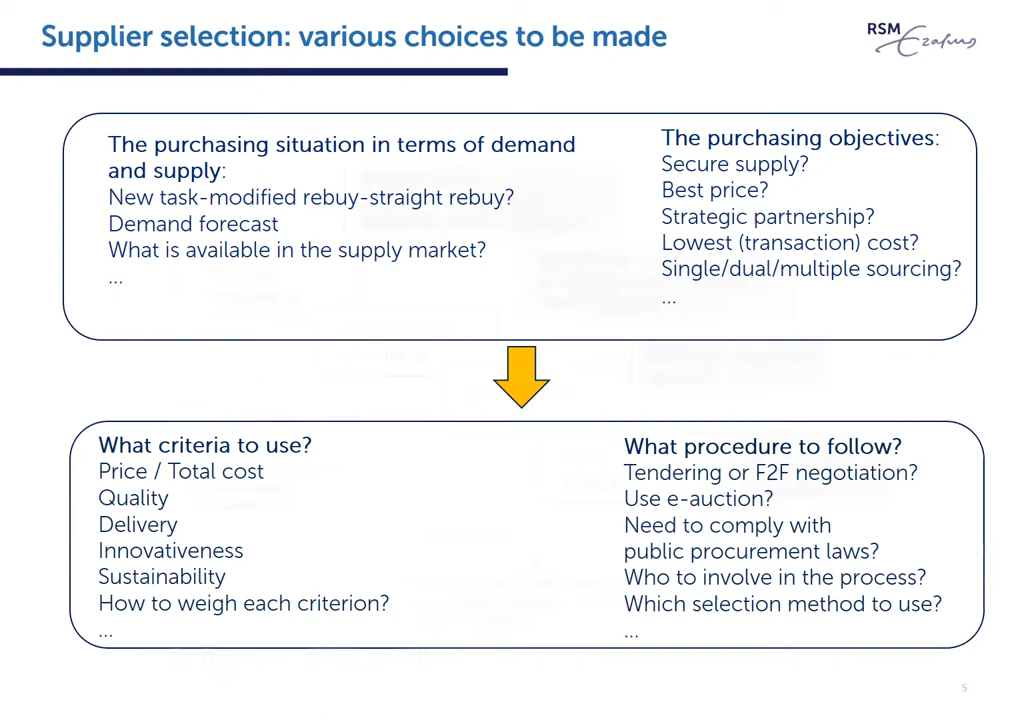 Supplier selection: various choices to be made
RSM
Erasmus
The purchasing situation in terms of demand
and supply:
New task-modified rebuy-straight rebuy?
Demand forecast
What is available in the supply market?
...
The purchasing objectives:
Secure supply?
Best price?
Strategic partnership?
Lowest (transaction) cost?
Single/dual/multiple sourcing?
...
What criteria to use?
Price / Total cost
Quality
Delivery
Innovativeness
Sustainability
How to weigh each criterion?
...
What procedure to follow?
Tendering or F2F negotiation?
Use e-auction?
Need to comply with
public procurement laws?
Who to involve in the process?
Which selection method to use?
...
5